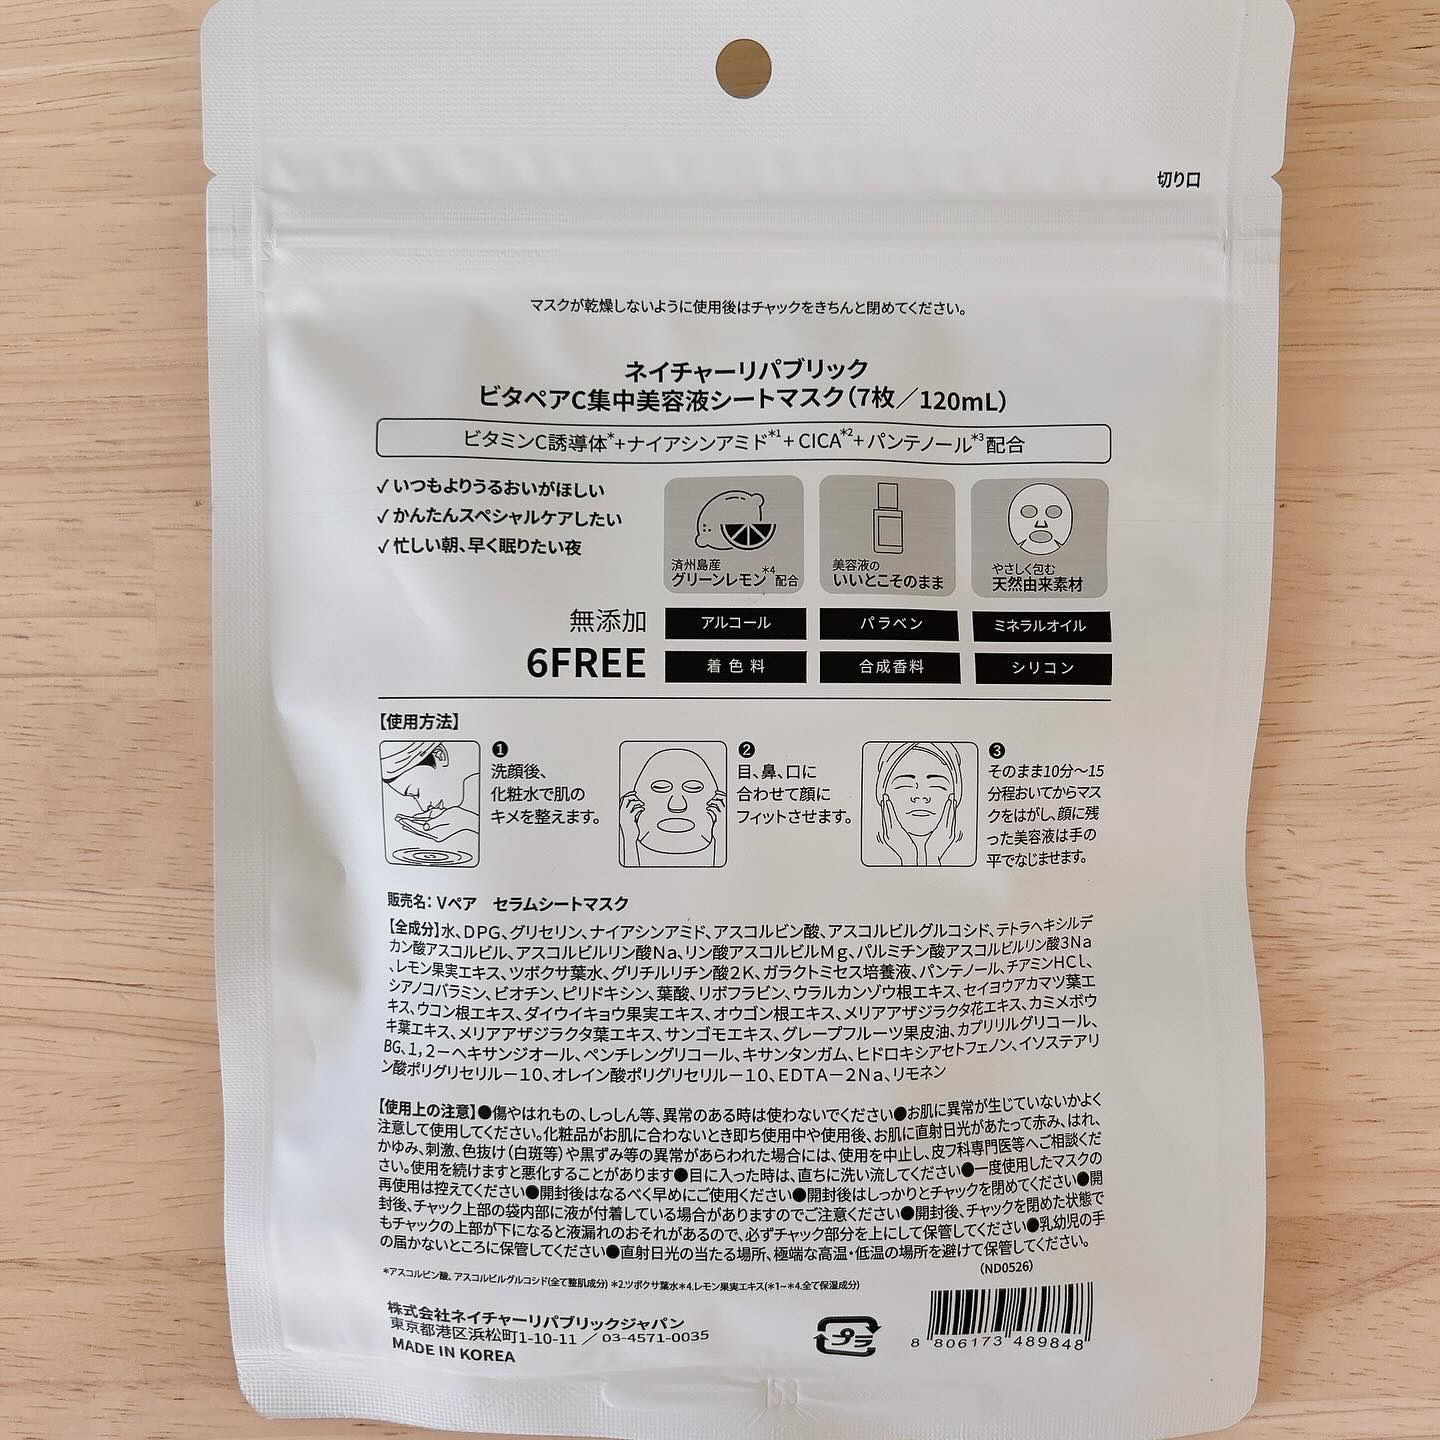 切り口
マスクが乾燥しないように使用後はチャックをきちんと閉めてください。
ネイチャーリパブリック
ビタペアC集中美容液シートマスク(7枚／120mL)
ビタミンC誘導体*+ナイアシンアミド*1+CICA*2+パンテノール*3配合
✓いつもよりうるおいがほしい
✓かんたんスペシャルケアしたい
✓忙しい朝、早く眠りたい夜
済州島産
グリーンレモン*4配合
美容液の
いいとこそのまま
やさしく包む
天然由来素材
無添加
6FREE
アルコール
パラベン
ミネラルオイル
着色料
合成香料
シリコン
【使用方法】
❶
洗顔後、
化粧水で肌の
キメを整えます。
❷
目、鼻、口に
合わせて顔に
フィットさせます。
❸
そのまま10分～15
分程おいてからマス
クをはがし、顔に残
った美容液は手の
平でなじませます。
販売名：Vペア　セラムシートマスク
【全成分】水、DPG、グリセリン、ナイアシンアミド、アスコルビン酸、アスコルビルグルコシド、テトラヘキシルデ
カン酸アスコルビル、アスコルビルリン酸Na、リン酸アスコルビルMg、パルミチン酸アスコルビルリン酸3Na
、レモン果実エキス、ツボクサ葉水、グリチルリチン酸2K、ガラクトミセス培養液、パンテノール、チアミンHCl、
シアノコバラミン、ビオチン、ピリドキシン、葉酸、リボフラビン、ウラルカンゾウ根エキス、セイヨウアカマツ葉エ
キス、ウコン根エキス、ダイウイキョウ果実エキス、オウゴン根エキス、メリアアザジラクタ花エキス、カミメボウ
キ葉エキス、メリアアザジラクタ葉エキス、サンゴモエキス、グレープフルーツ果皮油、カプリリルグリコール、
BG、1，2－ヘキサンジオール、ペンチレングリコール、キサンタンガム、ヒドロキシアセトフェノン、イソステアリ
ン酸ポリグリセリル－10、オレイン酸ポリグリセリル－10、EDTA－2Na、リモネン
【使用上の注意】●傷やはれもの、しっしん等、異常のある時は使わないでください●お肌に異常が生じていないかよく
注意して使用してください。化粧品がお肌に合わないとき即ち使用中や使用後、お肌に直射日光があたって赤み、はれ、
かゆみ、刺激、色抜け(白斑等)や黒ずみ等の異常があらわれた場合には、使用を中止し、皮フ科専門医等へご相談くだ
さい。使用を続けますと悪化することがあります●目に入った時は、直ちに洗い流してください●一度使用したマスクの
再使用は控えてください●開封後はなるべく早めにご使用ください●開封後はしっかりとチャックを閉めてください●開
封後、チャック上部の袋内部に液が付着している場合がありますのでご注意ください●開封後、チャックを閉めた状態で
もチャックの上部が下になると液漏れのおそれがあるので、必ずチャック部分を上にして保管してください●乳幼児の手
の届かないところに保管してください●直射日光の当たる場所、極端な高温・低温の場所を避けて保管してください。
(ND0526)
*アスコルビン酸、アスコルビルグルコシド(全て整肌成分) *2.ツボクサ葉水*4.レモン果実エキス(*1~*4.全て保湿成分)
株式会社ネイチャーリパブリックジャパン
東京都港区浜松町1-10-11／03-4571-0035
MADE IN KOREA
プラ
8 806173 489848
153